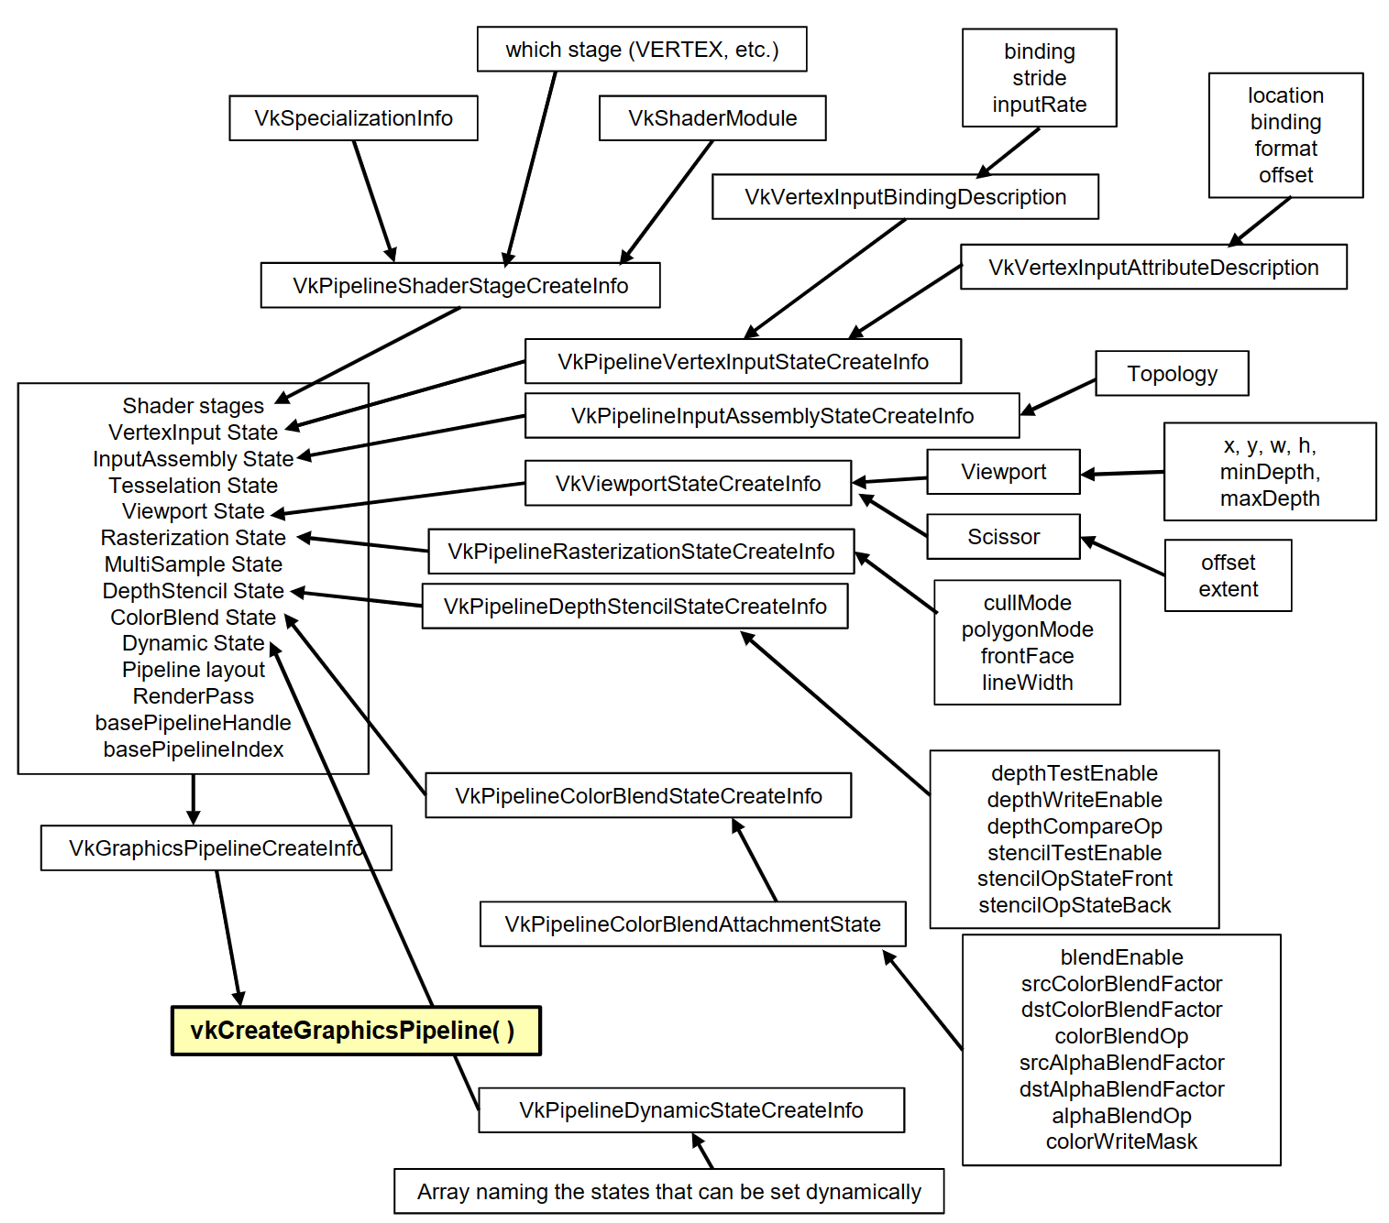 which stage (VERTEX, etc.)
binding
stride
inputRate
location
binding
format
offset
VkSpecializationInfo
VkShaderModule
VkVertexInputBindingDescription
VkVertexInputAttributeDescription
VkPipelineShaderStageCreateInfo
VkPipelineVertexInputStateCreateInfo
Topology
VkPipelineInputAssemblyStateCreateInfo
Shader stages
VertexInput State
InputAssembly State
Tesselation State
Viewport State
Rasterization State
MultiSample State
DepthStencil State
ColorBlend State
Dynamic State
Pipeline layout
RenderPass
basePipelineHandle
basePipelineIndex
x, y, w, h,
minDepth,
maxDepth
Viewport
VkViewportStateCreateInfo
Scissor
offset
extent
VkPipelineRasterizationStateCreateInfo
cullMode
polygonMode
frontFace
lineWidth
VkPipelineDepthStencilStateCreateInfo
depthTestEnable
depthWriteEnable
depthCompareOp
stencilTestEnable
stencilOpStateFront
stencilOpStateBack
VkPipelineColorBlendStateCreateInfo
VkGraphicsPipelineCreateInfo
VkPipelineColorBlendAttachmentState
blendEnable
srcColorBlendFactor
dstColorBlendFactor
colorBlendOp
srcAlphaBlendFactor
dstAlphaBlendFactor
alphaBlendOp
colorWriteMask
vkCreateGraphicsPipeline( )
VkPipelineDynamicStateCreateInfo
Array naming the states that can be set dynamically